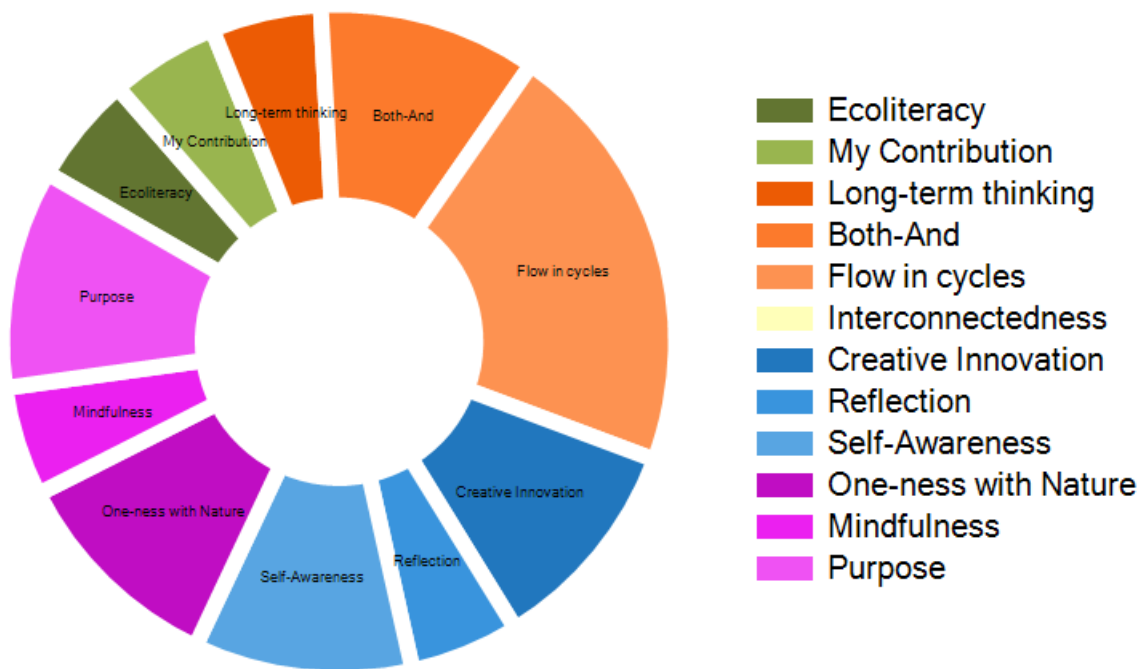 Long-term thinking
Both-And
My Contribution
Ecoliteracy
Flow in cycles
Purpose
Mindfulness
Creative Innovation
One-ness with Nature
Reflection
Self-Awareness
Ecoliteracy
My Contribution
Long-term thinking
Both-And
Flow in cycles
Interconnectedness
Creative Innovation
Reflection
Self-Awareness
One-ness with Nature
Mindfulness
Purpose